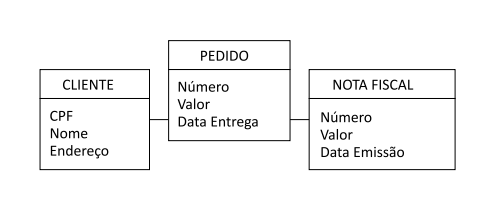 CLIENTE
CPF
Nome
Endereço
PEDIDO
Número
Valor
Data Entrega
NOTA FISCAL
Número
Valor
Data Emissão